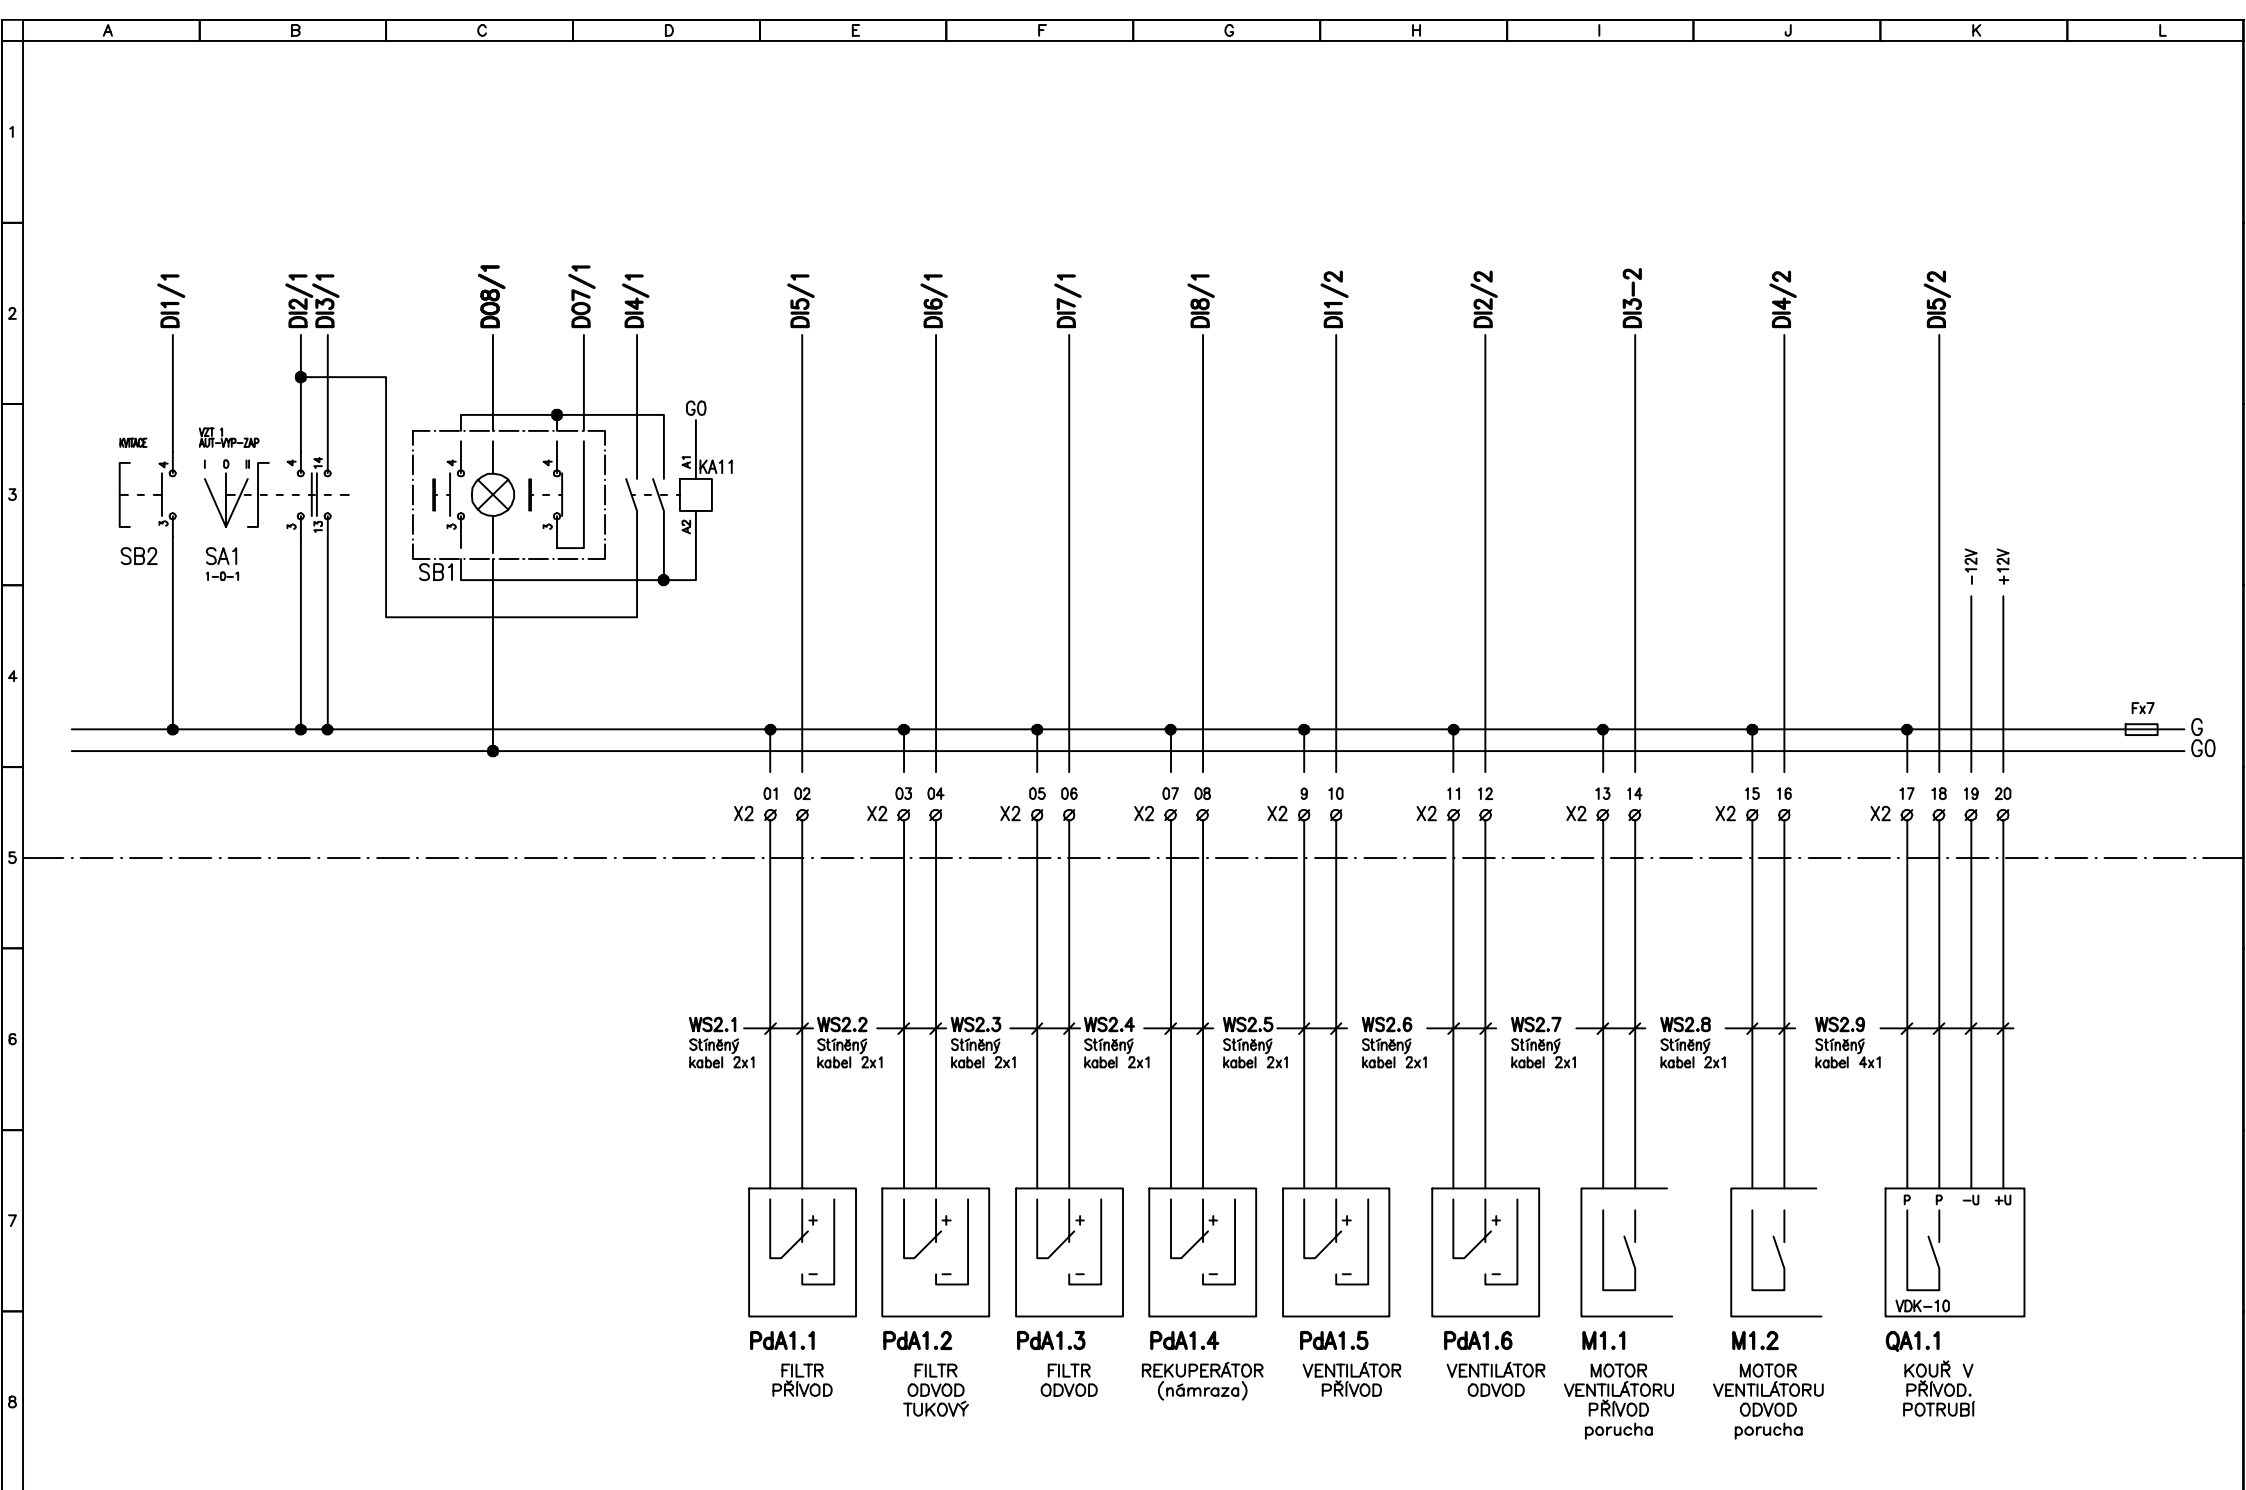 A B C D E F G H I J K L
1
2
3
4
5
6
7
8
DI1/1
DI2/1
DI3/1
DO8/1
DO7/1
DI4/1
DI5/1
DI6/1
DI7/1
DI8/1
DI1/2
DI2/2
DI3-2
DI4/2
DI5/2
KVITACE
4
3
SB2
VZT 1
AUT-VYP-ZAP
I 0 II
SA1
1-0-1
4 14
3 13
4 4
3 3
SB1
G0
A1
KA11
A2
-12V
+12V
Fx7
G
G0
01 02 03 04 05 06 07 08 9 10 11 12 13 14 15 16 17 18 19 20
X2 X2 X2 X2 X2 X2 X2 X2 X2
WS2.1
Stíněný
kabel 2x1
WS2.2
Stíněný
kabel 2x1
WS2.3
Stíněný
kabel 2x1
WS2.4
Stíněný
kabel 2x1
WS2.5
Stíněný
kabel 2x1
WS2.6
Stíněný
kabel 2x1
WS2.7
Stíněný
kabel 2x1
WS2.8
Stíněný
kabel 2x1
WS2.9
Stíněný
kabel 4x1
+ + + + + +
- - - - - -
P P -U +U
VDK-10
PdA1.1
FILTR
PŘÍVOD
PdA1.2
FILTR
ODVOD
TUKOVÝ
PdA1.3
FILTR
ODVOD
PdA1.4
REKUPERÁTOR
(námraza)
PdA1.5
VENTILÁTOR
PŘÍVOD
PdA1.6
VENTILÁTOR
ODVOD
M1.1
MOTOR
VENTILÁTORU
PŘÍVOD
porucha
M1.2
MOTOR
VENTILÁTORU
ODVOD
porucha
QA1.1
KOUŘ V
PŘÍVOD.
POTRUBÍ